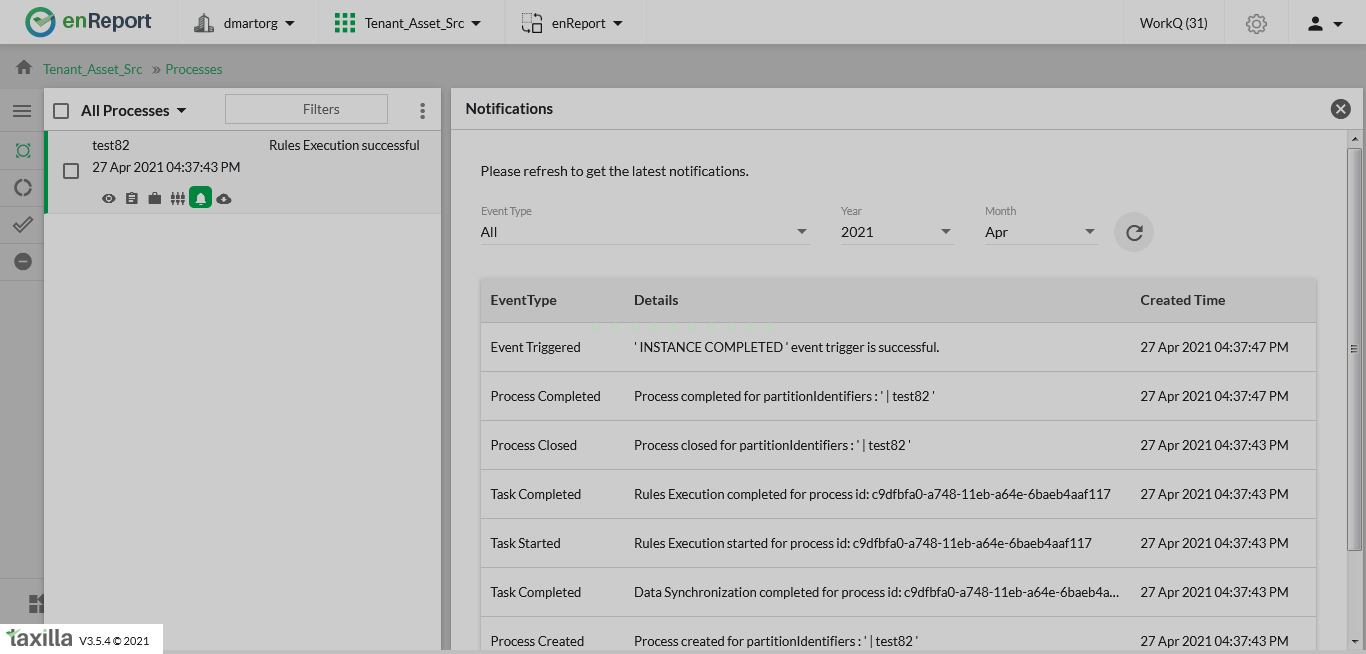 enReport dmartorg Tenant_Asset_Src enReport WorkQ (31)
Tenant_Asset_Src » Processes
All Processes Filters
test82 Rules Execution successful
27 Apr 2021 04:37:43 PM
Notifications
Please refresh to get the latest notifications.
Event Type Year Month
All 2021 Apr
EventType Details Created Time
Event Triggered ' INSTANCE COMPLETED ' event trigger is successful. 27 Apr 2021 04:37:47 PM
Process Completed Process completed for partitionIdentifiers : ' | test82 ' 27 Apr 2021 04:37:47 PM
Process Closed Process closed for partitionIdentifiers : ' | test82 ' 27 Apr 2021 04:37:43 PM
Task Completed Rules Execution completed for process id: c9dfbfa0-a748-11eb-a64e-6baeb4aaf117 27 Apr 2021 04:37:43 PM
Task Started Rules Execution started for process id: c9dfbfa0-a748-11eb-a64e-6baeb4aaf117 27 Apr 2021 04:37:43 PM
Task Completed Data Synchronization completed for process id: c9dfbfa0-a748-11eb-a64e-6baeb4a... 27 Apr 2021 04:37:43 PM
Process Created Process created for partitionIdentifiers : ' | test82 ' 27 Apr 2021 04:37:43 PM
taxilla V3.5.4 © 2021